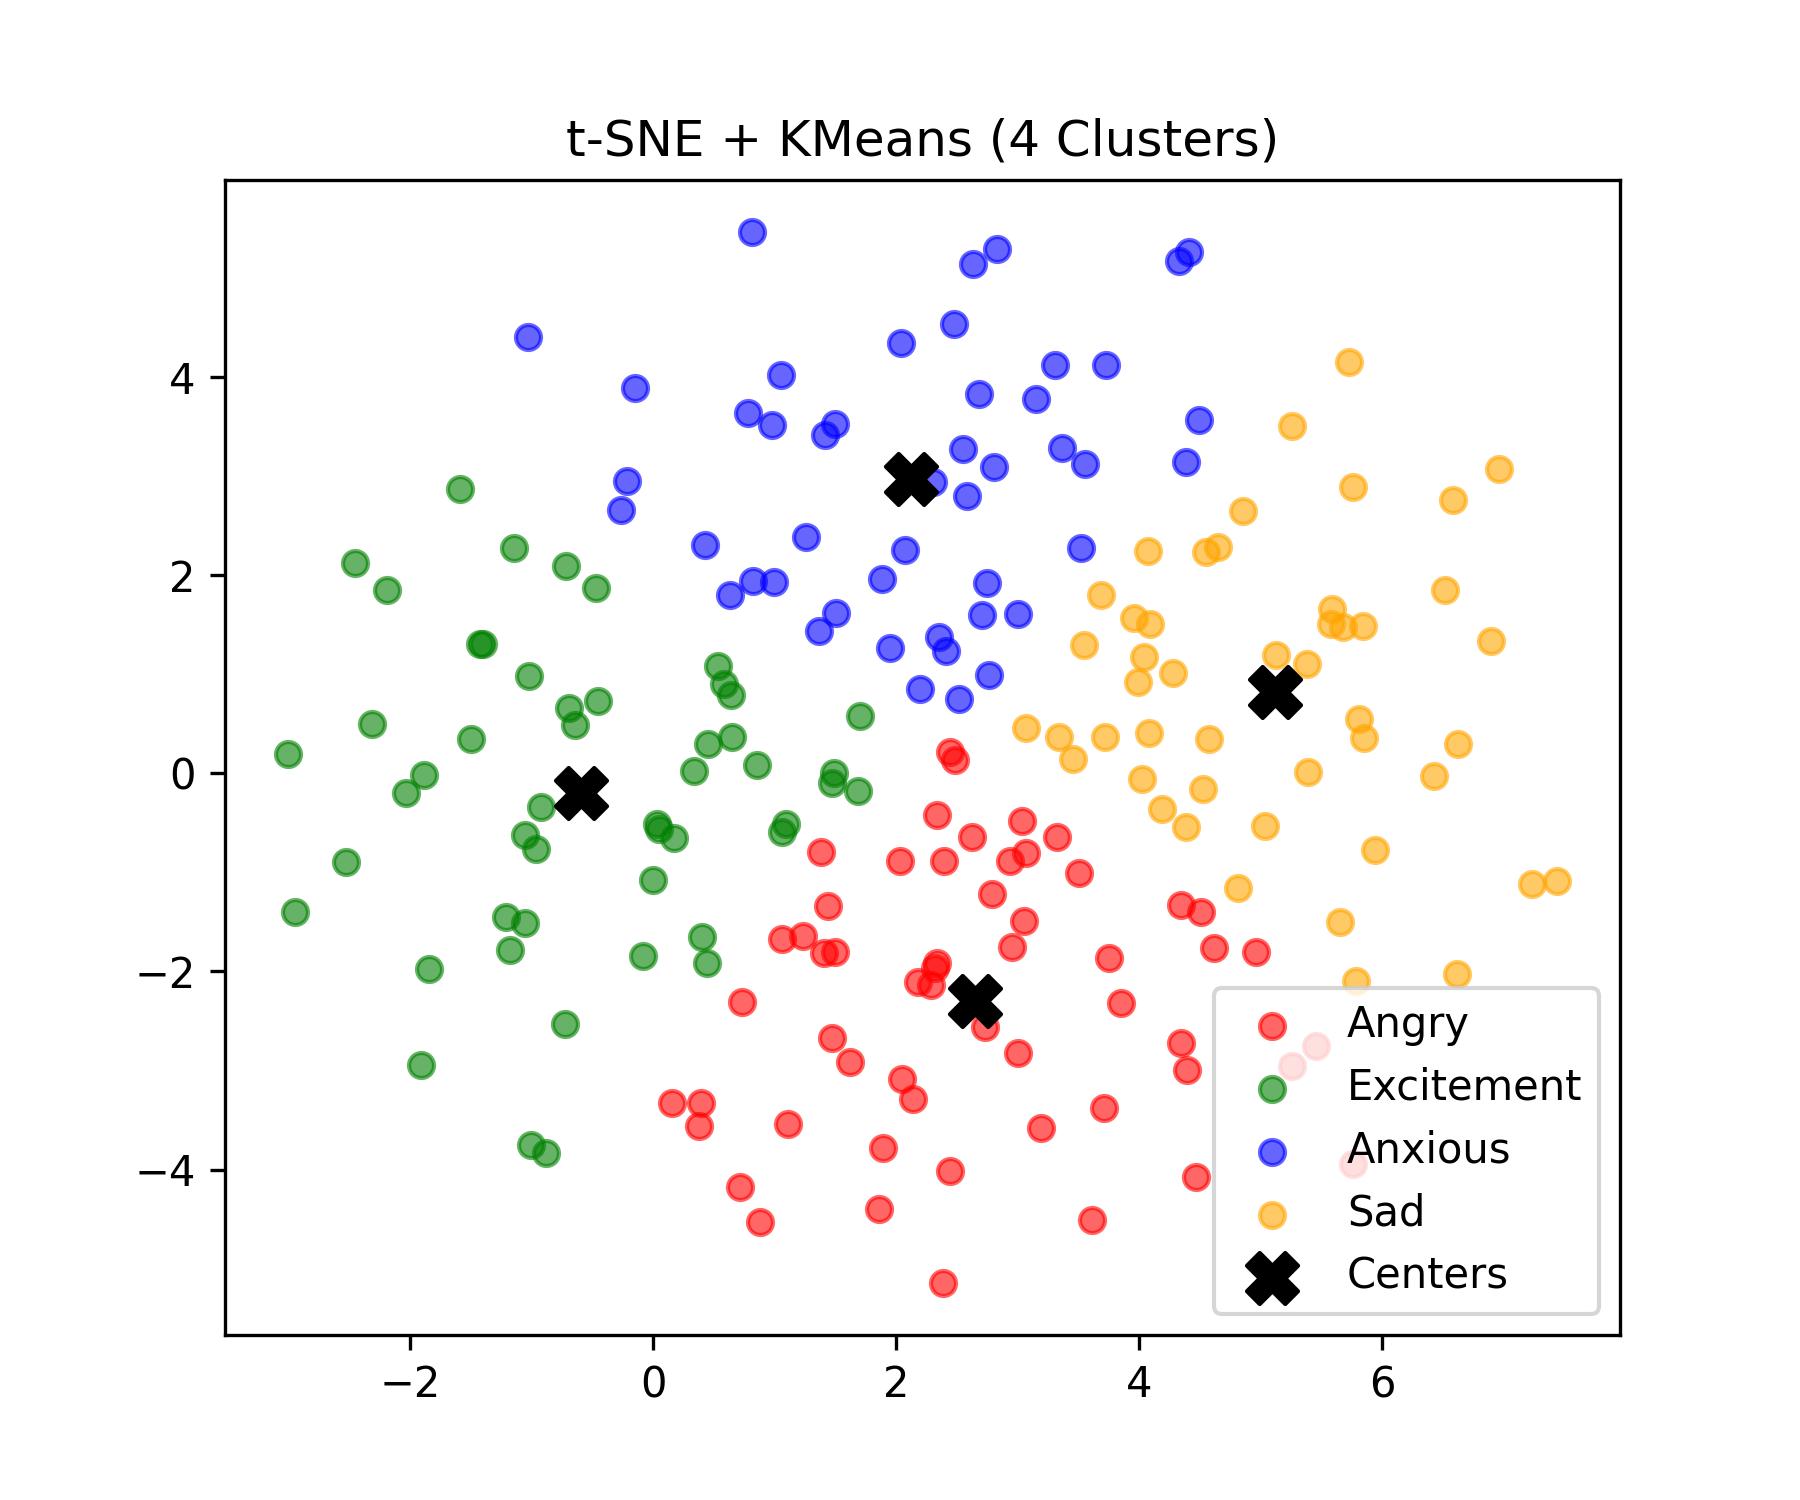 t-SNE + KMeans (4 Clusters)
4
2
0
−2
−4
−2
0
2
4
6
Angry
Excitement
Anxious
Sad
Centers